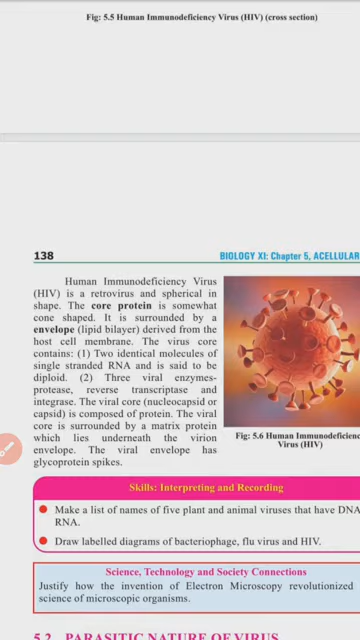 Fig: 5.5 Human Immunodeficiency Virus (HIV) (cross section)
138
BIOLOGY XI: Chapter 5, ACELLULAR
Human Immunodeficiency Virus
(HIV) is a retrovirus and spherical in
shape. The core protein is somewhat
cone shaped. It is surrounded by a
envelope (lipid bilayer) derived from the
host cell membrane. The virus core
contains: (1) Two identical molecules of
single stranded RNA and is said to be
diploid. (2) Three viral enzymes-
protease, reverse transcriptase and
integrase. The viral core (nucleocapsid or
capsid) is composed of protein. The viral
core is surrounded by a matrix protein
which lies underneath the virion
envelope. The viral envelope has
glycoprotein spikes.
Fig: 5.6 Human Immunodeficienc
Virus (HIV)
Skills: Interpreting and Recording
Make a list of names of five plant and animal viruses that have DNA
RNA.
Draw labelled diagrams of bacteriophage, flu virus and HIV.
Science, Technology and Society Connections
Justify how the invention of Electron Microscopy revolutionized
science of microscopic organisms.
5.2 PARASITIC NATURE OF VIRUS